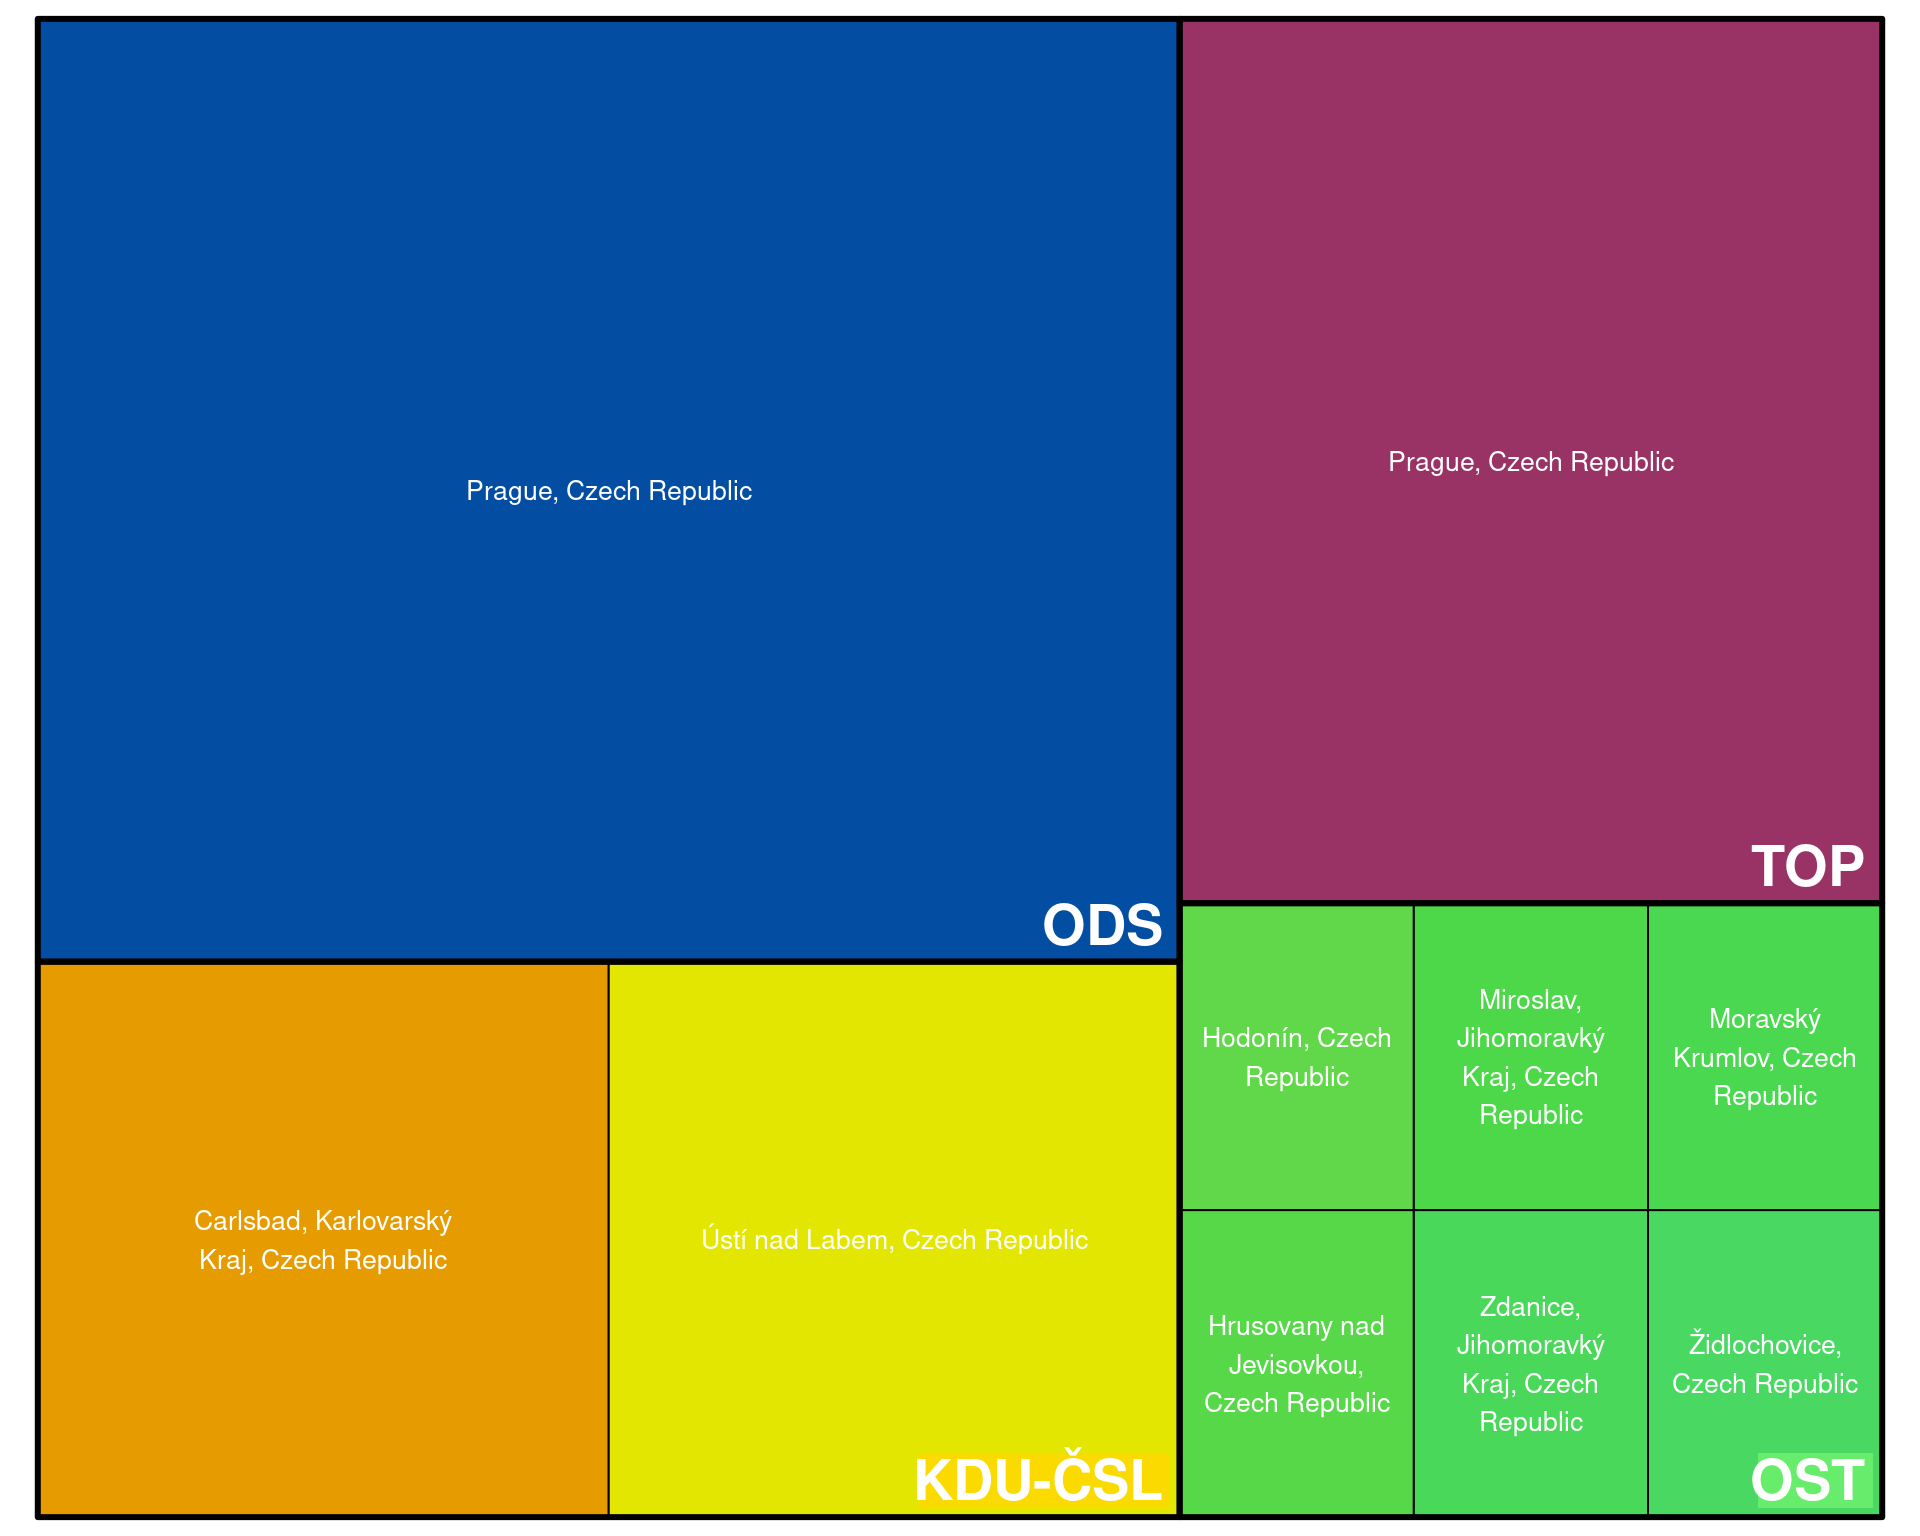 Prague, Czech Republic
ODS
Prague, Czech Republic
TOP
Carlsbad, Karlovarský
Kraj, Czech Republic
Ústí nad Labem, Czech Republic
KDU-ČSL
Hodonín, Czech
Republic
Miroslav,
Jihomoravký
Kraj, Czech
Republic
Moravský
Krumlov, Czech
Republic
Hrusovany nad
Jevisovkou,
Czech Republic
Zdanice,
Jihomoravký
Kraj, Czech
Republic
Židlochovice,
Czech Republic
OST